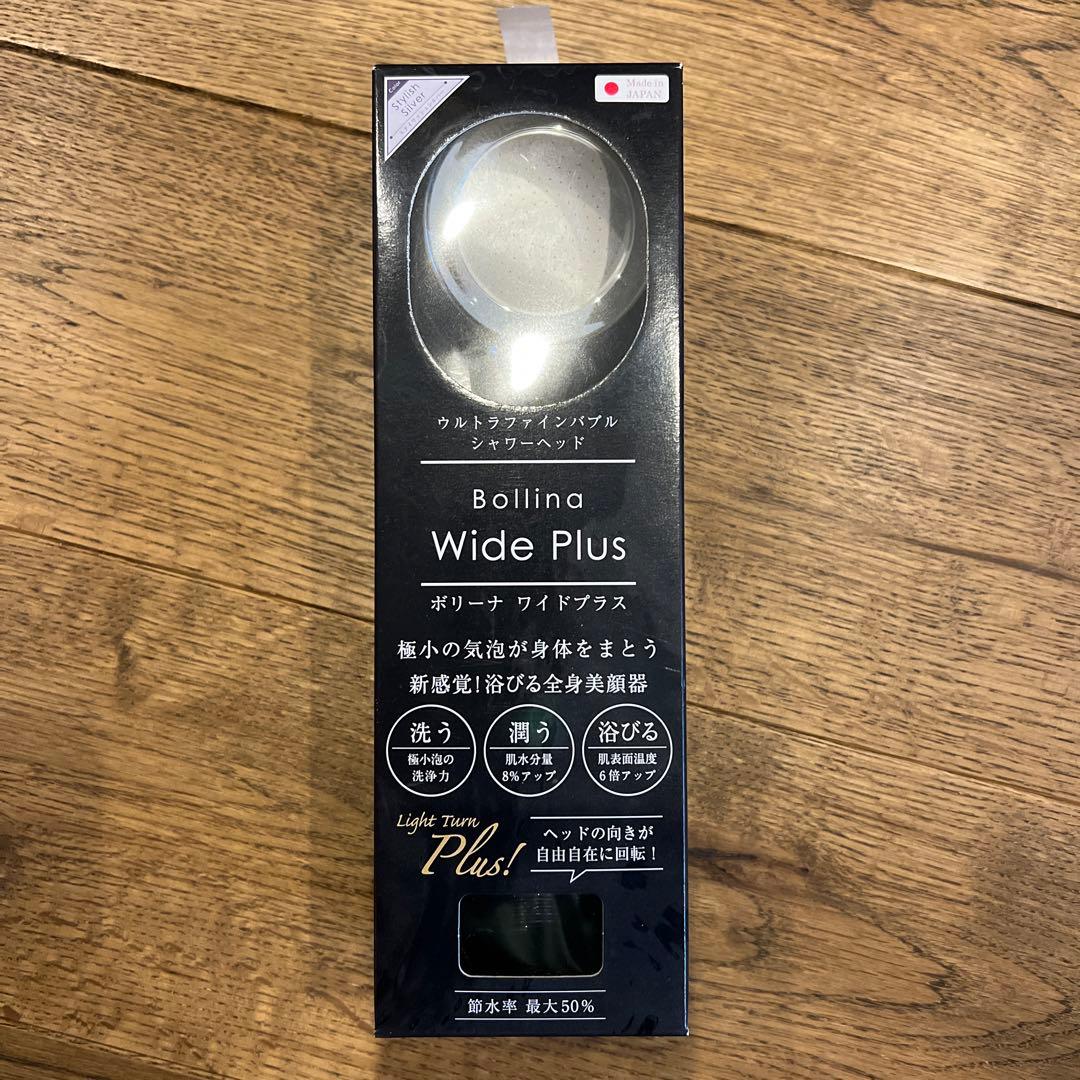 Color
Stylish
Silver
Made in
JAPAN
ウルトラファインバブル
シャワーヘッド
Bollina
Wide Plus
ボリーナ ワイドプラス
極小の気泡が身体をまとう
新感覚!浴びる全身美顔器
洗う
極小泡の
洗浄力
潤う
肌水分量
8%アップ
浴びる
肌表面温度
6倍アップ
Light Turn
Plus!
ヘッドの向きが
自由自在に回転!
節水率 最大50%